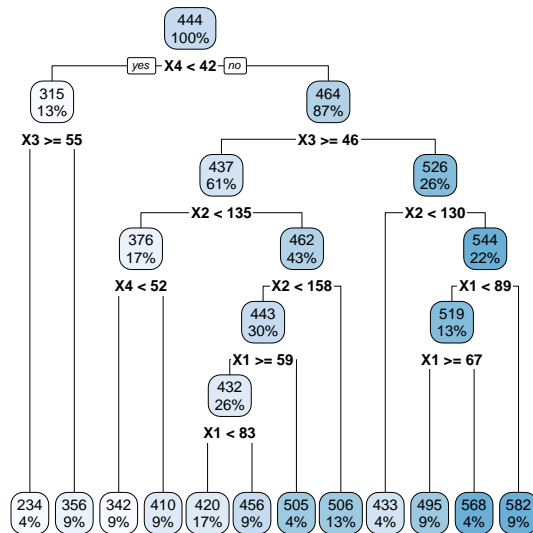 444
100%
yes X4 < 42 no
315
13%
464
87%
X3 >= 55
X3 >= 46
437
61%
526
26%
X2 < 135
X2 < 130
376
17%
462
43%
544
22%
X4 < 52
X2 < 158
X1 < 89
443
30%
519
13%
X1 >= 59
X1 >= 67
432
26%
X1 < 83
234 356 342 410 420 456 505 506 433 495 568 582
4% 9% 9% 9% 17% 9% 4% 13% 4% 9% 4% 9%